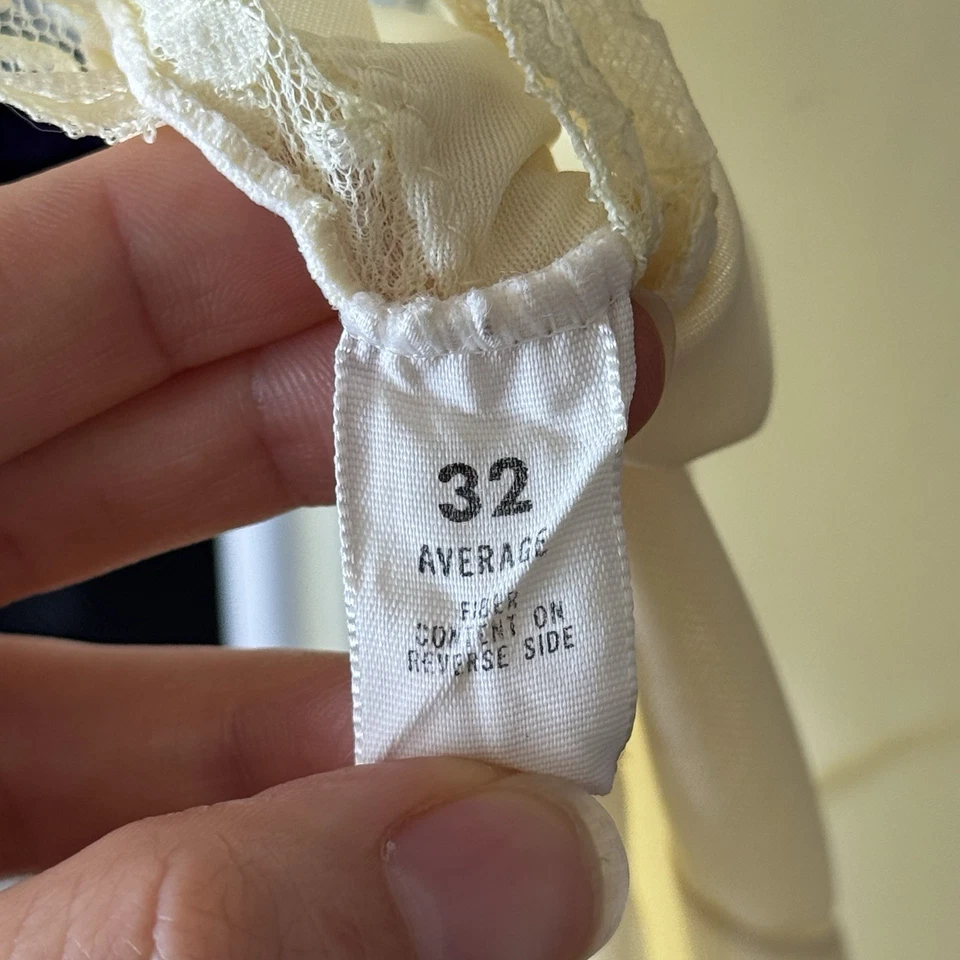 32
AVERAGE
FIBER
CONTENT ON
REVERSE SIDE